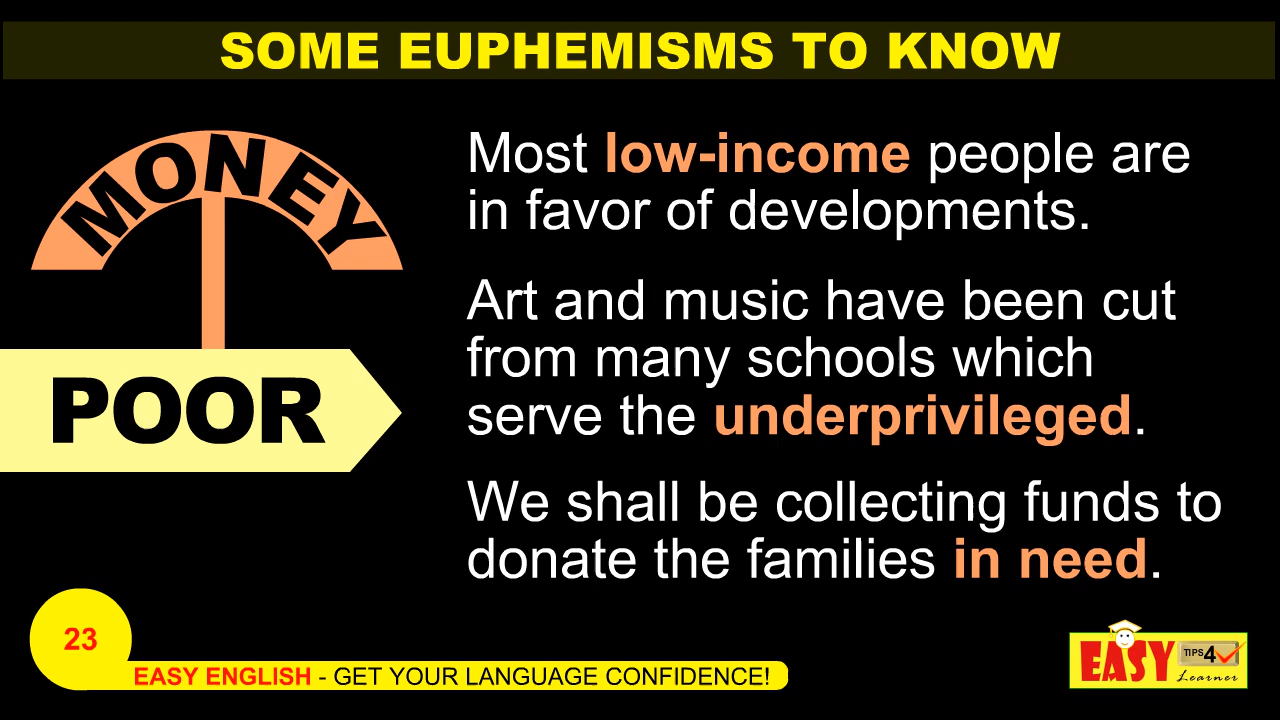 SOME EUPHEMISMS TO KNOW
MONEY
POOR
Most low-income people are
in favor of developments.
Art and music have been cut
from many schools which
serve the underprivileged.
We shall be collecting funds to
donate the families in need.
23
EASY ENGLISH - GET YOUR LANGUAGE CONFIDENCE!
EASY TIPS4 Learner